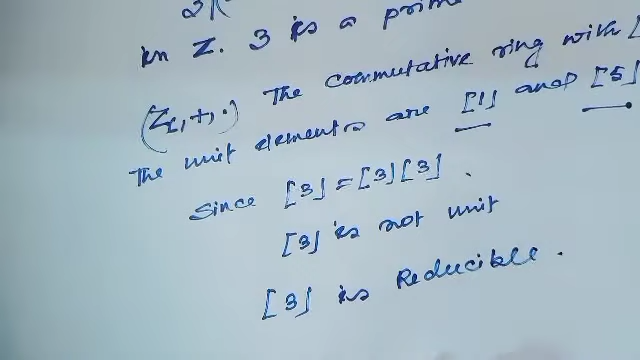 in Z. 3 is a prime
(Z6,+,.) The commutative ring with [
The unit elements are [1] and [5]
Since [3]=[3][3].
[3] is not unit
[3] is Reducible.